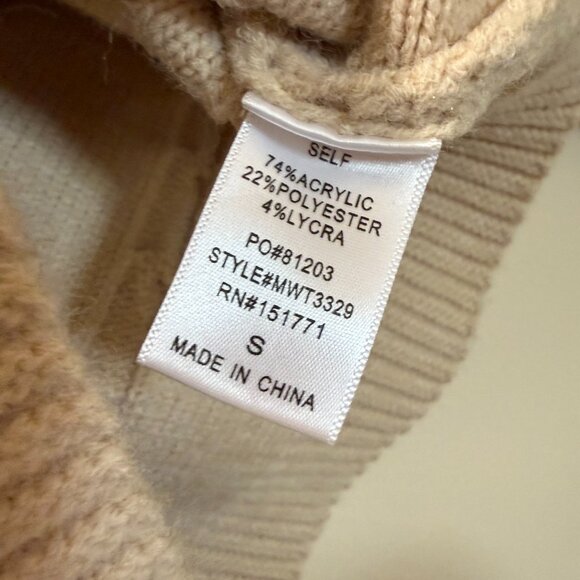 SELF
74%ACRYLIC
22%POLYESTER
4%LYCRA
PO#81203
STYLE#MWT3329
RN#151771
S
MADE IN CHINA